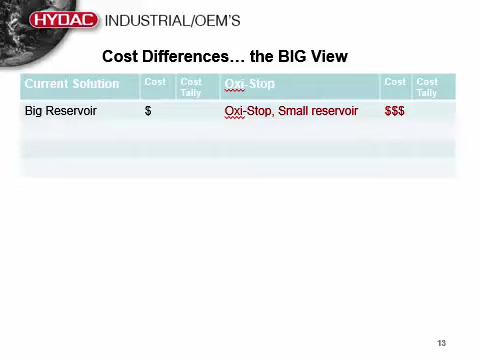 HYDAC INDUSTRIAL/OEM'S
Cost Differences... the BIG View
Current Solution Cost Cost Tally Oxi-Stop Cost Cost Tally
Big Reservoir $ Oxi-Stop, Small reservoir $$$
13